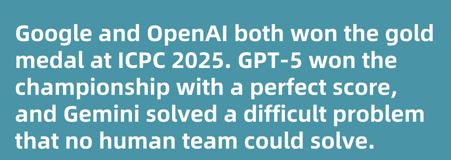 Google and OpenAI both won the gold
medal at ICPC 2025. GPT-5 won the
championship with a perfect score,
and Gemini solved a difficult problem
that no human team could solve.